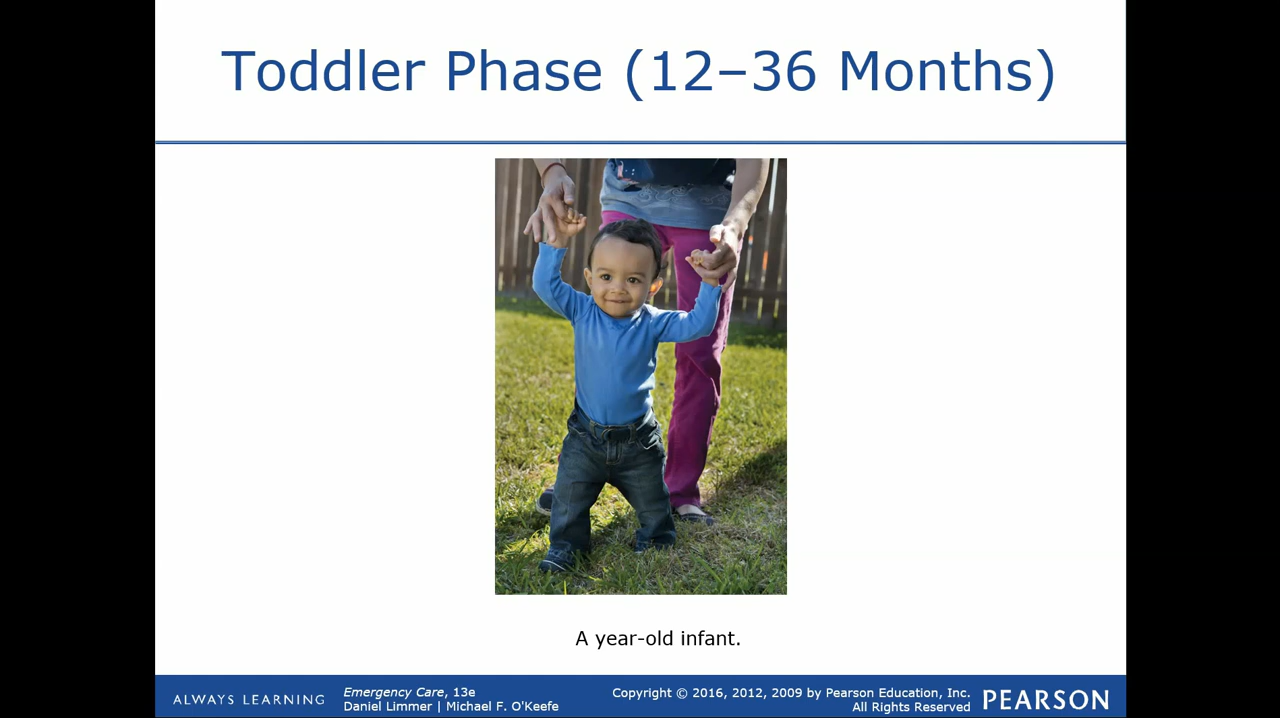 Toddler Phase (12–36 Months)
A year-old infant.
ALWAYS LEARNING
Emergency Care, 13e
Daniel Limmer | Michael F. O'Keefe
Copyright © 2016, 2012, 2009 by Pearson Education, Inc.
All Rights Reserved
PEARSON